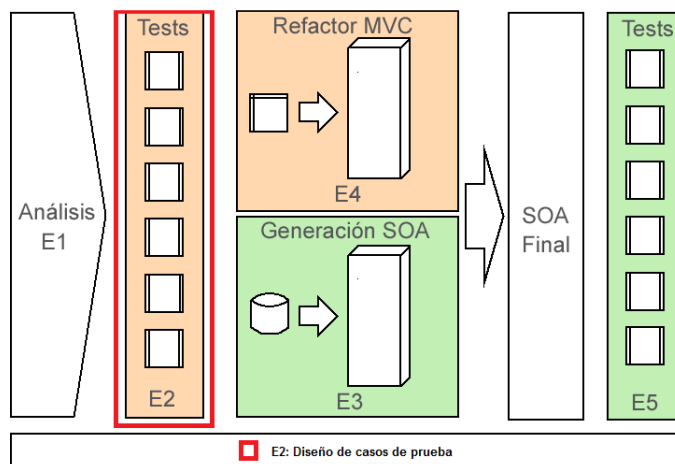 Análisis
E1
Tests
E2
Refactor MVC
E4
Generación SOA
E3
SOA
Final
Tests
E5
E2: Diseño de casos de prueba